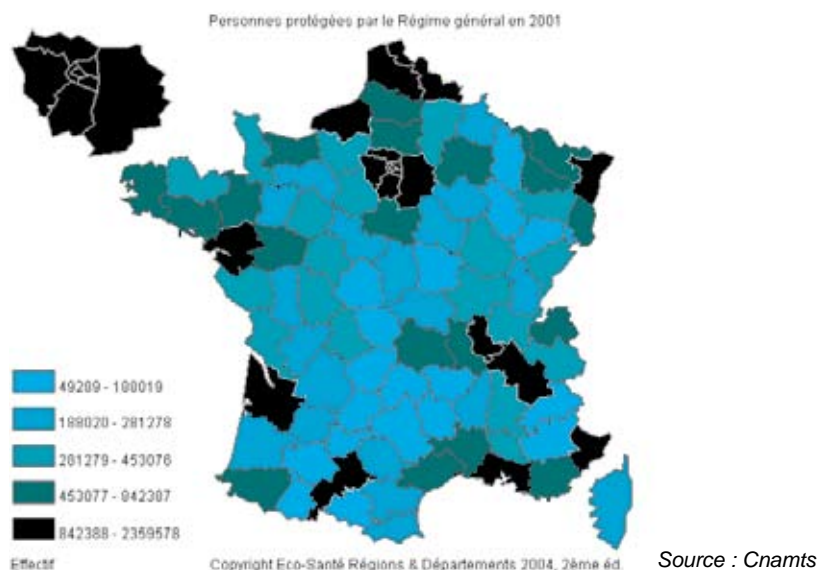 Personnes protégées par le Régime général en 2001
49289 - 188019
188020 - 281278
281279 - 453076
453077 - 842387
842388 - 2359578
Effectif
Copyright Eco-Santé Régions & Départements 2004, 2ème éd.
Source : Cnamts